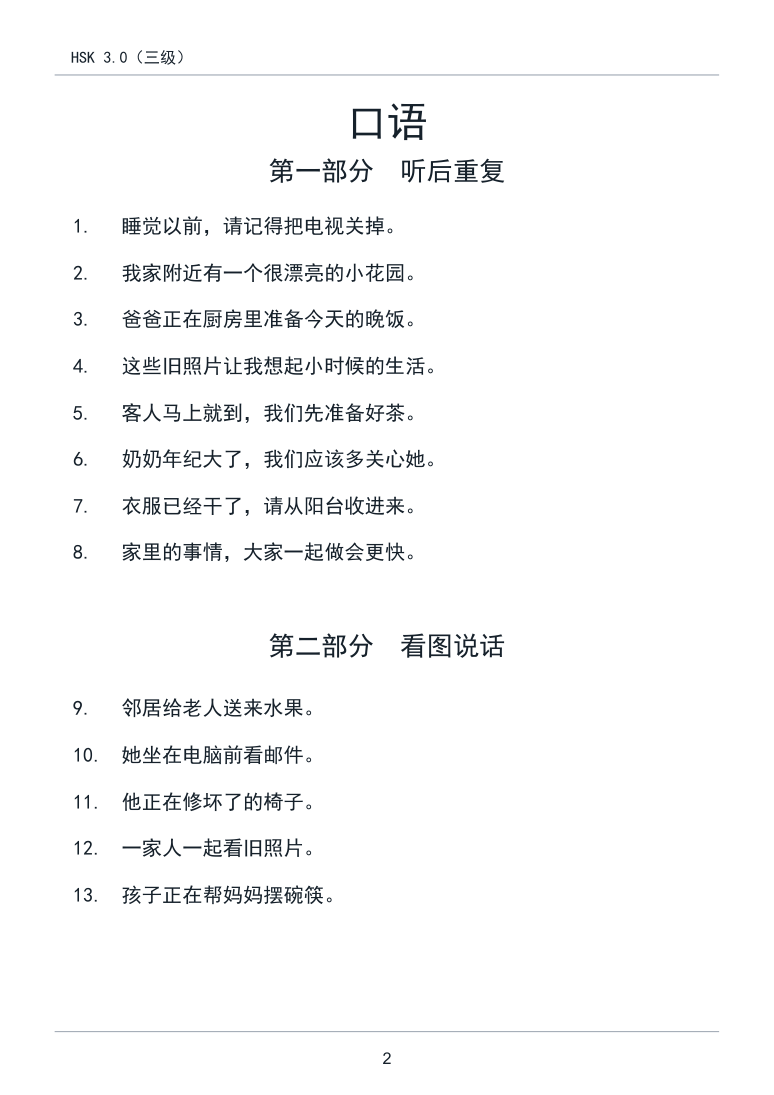 HSK 3.0（三级）
口语
第一部分　听后重复
1. 睡觉以前，请记得把电视关掉。
2. 我家附近有一个很漂亮的小花园。
3. 爸爸正在厨房里准备今天的晚饭。
4. 这些旧照片让我想起小时候的生活。
5. 客人马上就到，我们先准备好茶。
6. 奶奶年纪大了，我们应该多关心她。
7. 衣服已经干了，请从阳台收进来。
8. 家里的事情，大家一起做会更快。
第二部分　看图说话
9. 邻居给老人送来水果。
10. 她坐在电脑前看邮件。
11. 他正在修坏了的椅子。
12. 一家人一起看旧照片。
13. 孩子正在帮妈妈摆碗筷。
2